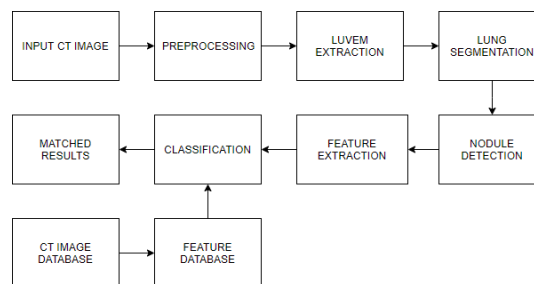 INPUT CT IMAGE
PREPROCESSING
LUVEM
EXTRACTION
LUNG
SEGMENTATION
MATCHED
RESULTS
CLASSIFICATION
FEATURE
EXTRACTION
NODULE
DETECTION
CT IMAGE
DATABASE
FEATURE
DATABASE